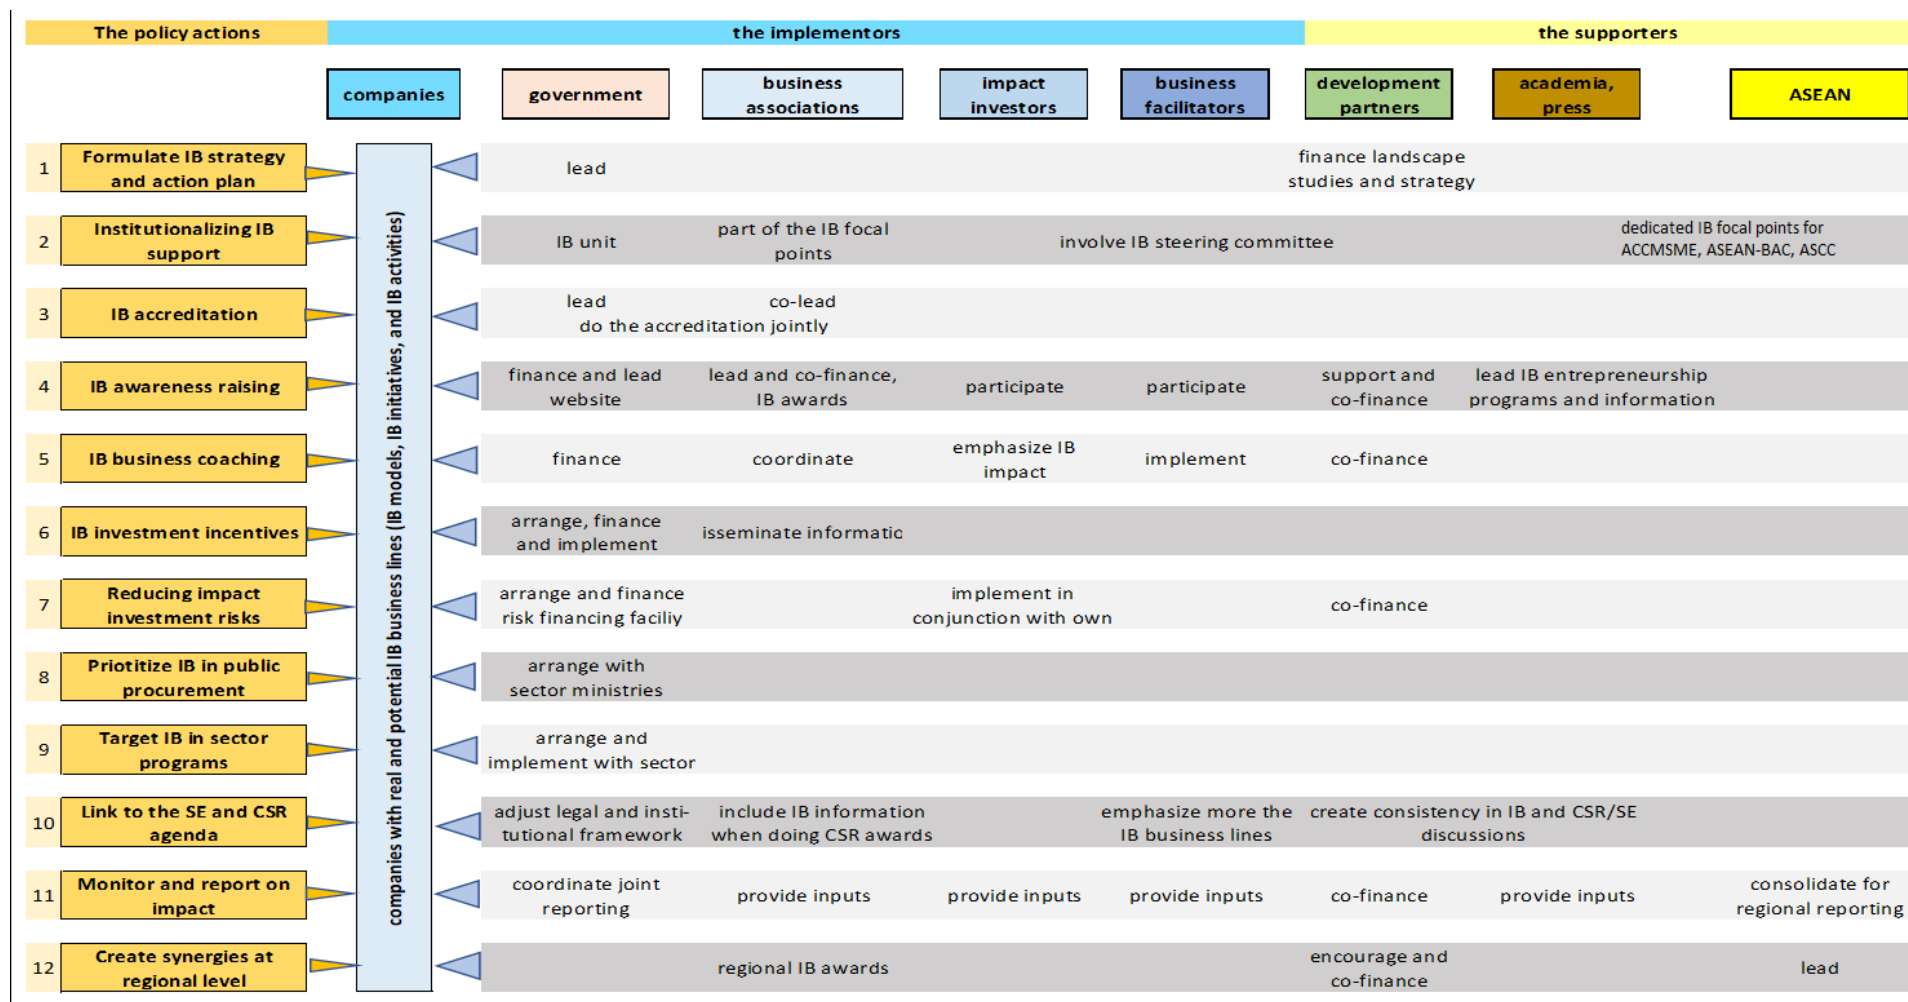 The policy actions
the implementors
the supporters
companies
government
business
associations
impact
investors
business
facilitators
development
partners
academia,
press
ASEAN
companies with real and potential IB business lines (IB models, IB initiatives, and IB activities)
1
Formulate IB strategy
and action plan
lead
finance landscape
studies and strategy
2
Institutionalizing IB
support
IB unit
part of the IB focal
points
involve IB steering committee
dedicated IB focal points for
ACCMSME, ASEAN-BAC, ASCC
3
IB accreditation
lead
co-lead
do the accreditation jointly
4
IB awareness raising
finance and lead
website
lead and co-finance,
IB awards
participate
participate
support and
co-finance
lead IB entrepreneurship
programs and information
5
IB business coaching
finance
coordinate
emphasize IB
impact
implement
co-finance
6
IB investment incentives
arrange, finance
and implement
isseminate informatic
7
Reducing impact
investment risks
arrange and finance
risk financing faciliy
implement in
conjunction with own
co-finance
8
Priotitize IB in public
procurement
arrange with
sector ministries
9
Target IB in sector
programs
arrange and
implement with sector
10
Link to the SE and CSR
agenda
adjust legal and insti-
tutional framework
include IB information
when doing CSR awards
emphasize more the
IB business lines
create consistency in IB and CSR/SE
discussions
11
Monitor and report on
impact
coordinate joint
reporting
provide inputs
provide inputs
provide inputs
co-finance
provide inputs
consolidate for
regional reporting
12
Create synergies at
regional level
regional IB awards
encourage and
co-finance
lead